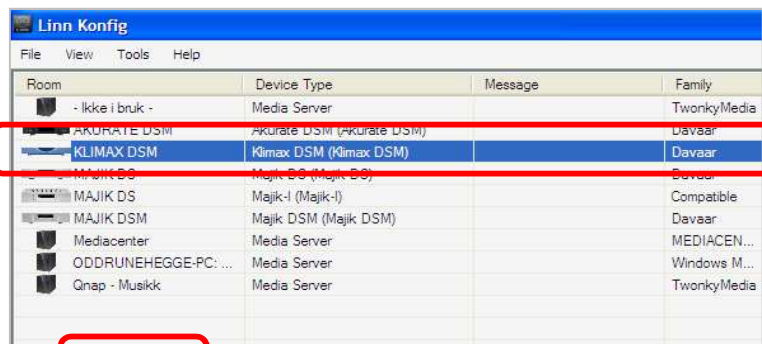 Linn Konfig
File View Tools Help
Room Device Type Message Family
- Ikke i bruk - Media Server TwonkyMedia
AKURATE DSM Akurate DSM (Akurate DSM) Davaar
KLIMAX DSM Klimax DSM (Klimax DSM) Davaar
MAJIK DS Majik DS (Majik DS) Davaar
MAJIK DS Majik-I (Majik-I) Compatible
MAJIK DSM Majik DSM (Majik DSM) Davaar
Mediacenter Media Server MEDIACEN...
ODDRUNEHEGGE-PC: ... Media Server Windows M...
Qnap - Musikk Media Server TwonkyMedia